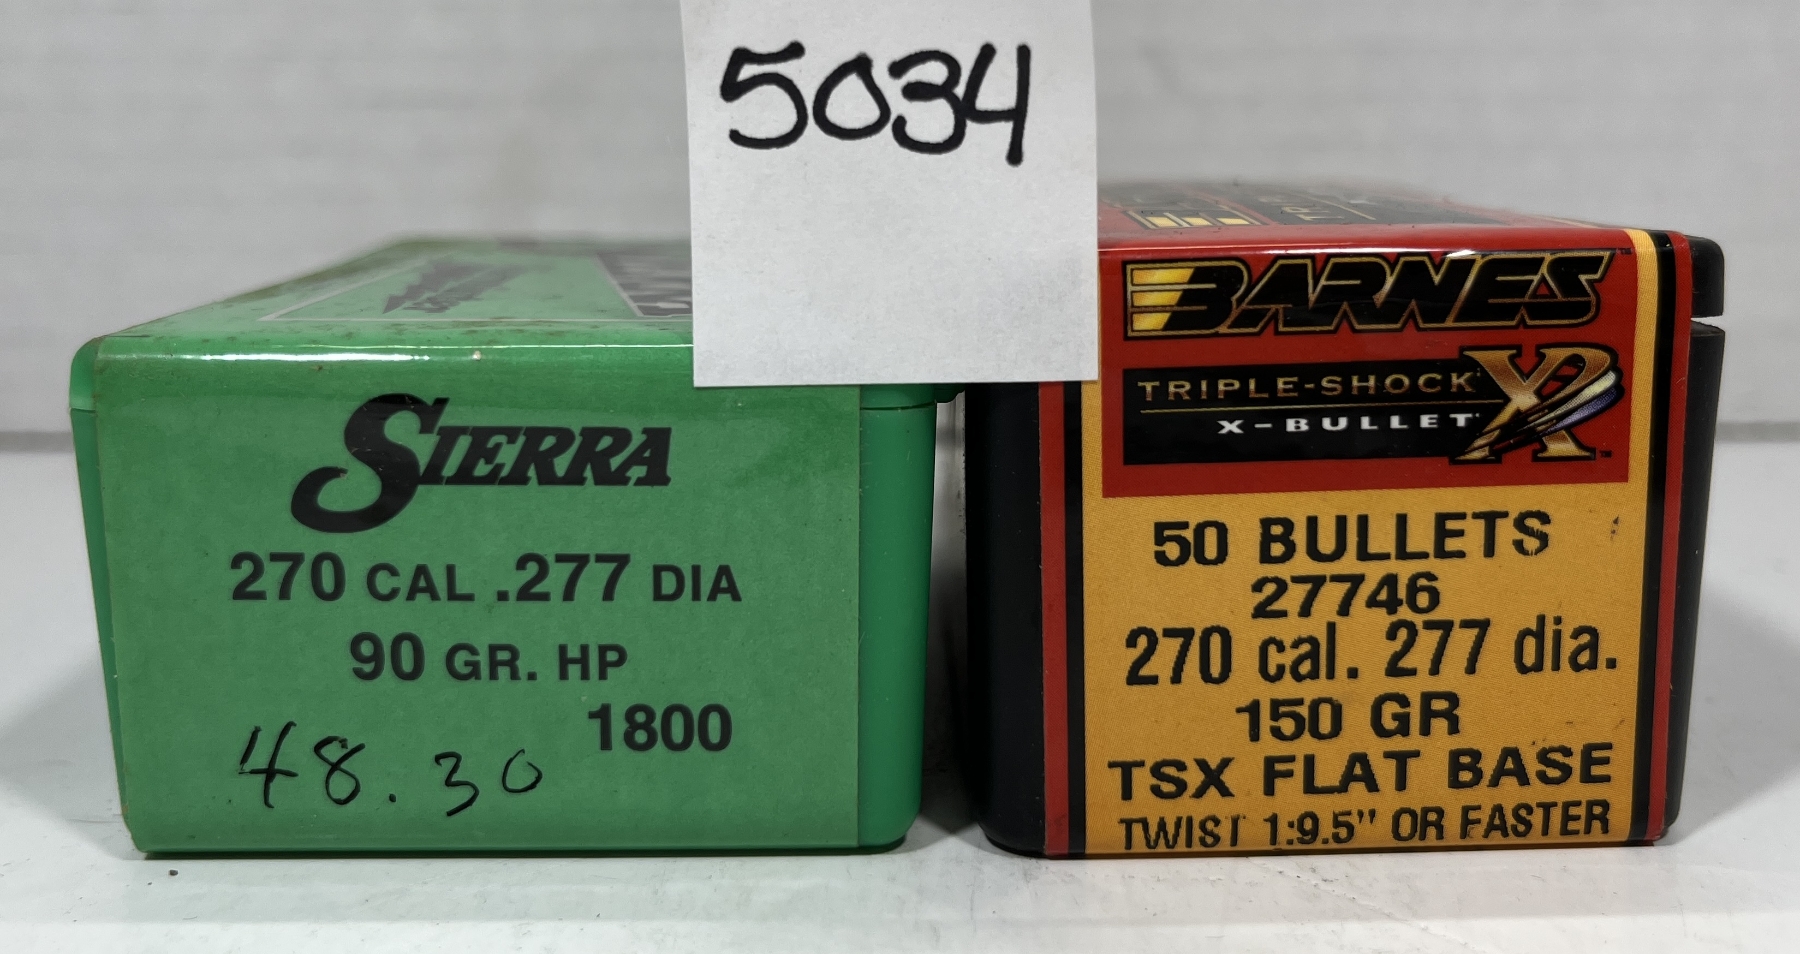 5034
SIERRA
270 CAL .277 DIA
90 GR. HP
1800
48.30
BARNES
TRIPLE-SHOCK
X-BULLET
50 BULLETS
27746
270 cal. 277 dia.
150 GR
TSX FLAT BASE
TWIST 1:9.5" OR FASTER